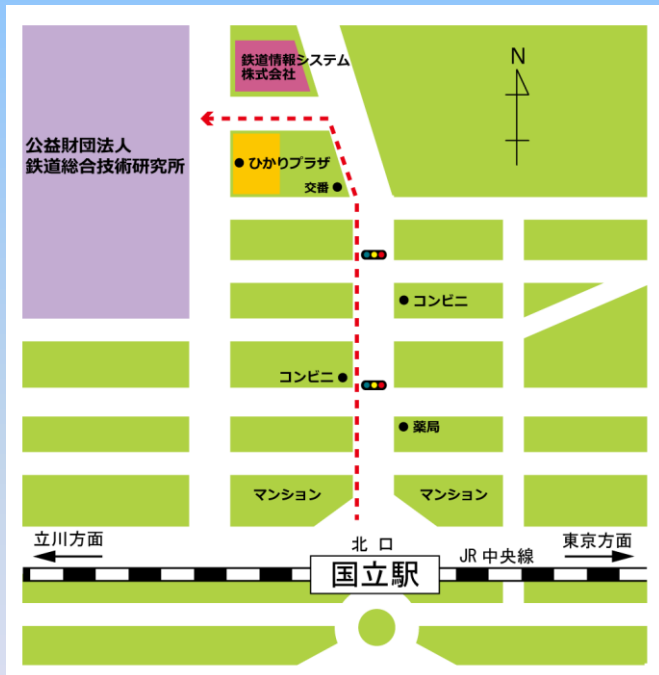 鉄道情報システム
株式会社
N
公益財団法人
鉄道総合技術研究所
ひかりプラザ
交番
コンビニ
コンビニ
薬局
マンション
マンション
立川方面
北口
JR中央線
東京方面
国立駅